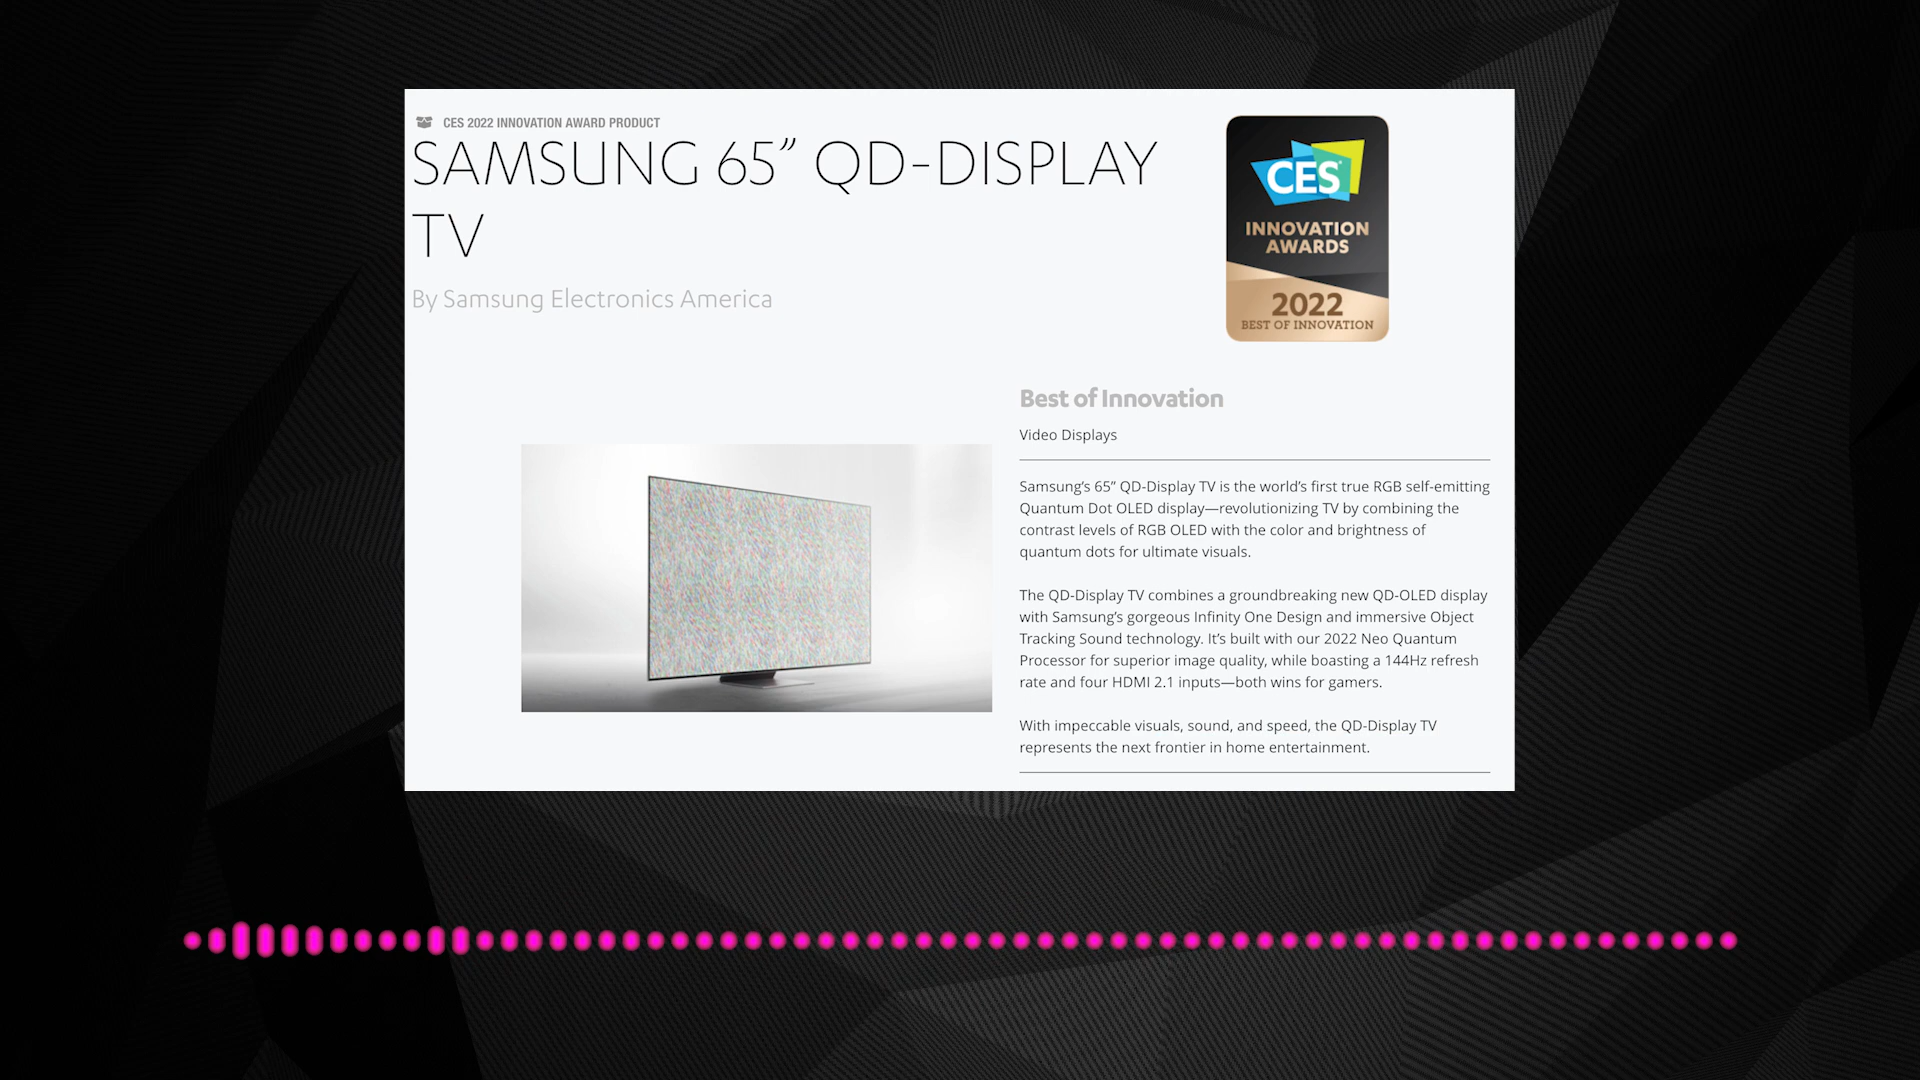 CES 2022 INNOVATION AWARD PRODUCT
SAMSUNG 65” QD-DISPLAY
TV
By Samsung Electronics America
CES
INNOVATION
AWARDS
2022
BEST OF INNOVATION
Best of Innovation
Video Displays
Samsung’s 65” QD-Display TV is the world’s first true RGB self-emitting
Quantum Dot OLED display—revolutionizing TV by combining the
contrast levels of RGB OLED with the color and brightness of
quantum dots for ultimate visuals.
The QD-Display TV combines a groundbreaking new QD-OLED display
with Samsung’s gorgeous Infinity One Design and immersive Object
Tracking Sound technology. It’s built with our 2022 Neo Quantum
Processor for superior image quality, while boasting a 144Hz refresh
rate and four HDMI 2.1 inputs—both wins for gamers.
With impeccable visuals, sound, and speed, the QD-Display TV
represents the next frontier in home entertainment.